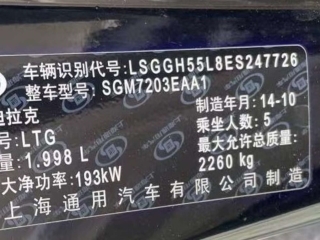 车辆识别代号:LSGGH55L8ES247726
整车型号:SGM7203EAA1
迪拉克 制造年月:14-10
LTG 乘坐人数:5
量:1.998 L 最大允许总质量:
2260 kg
大净功率:193kW
上海通用汽车有限公司制造